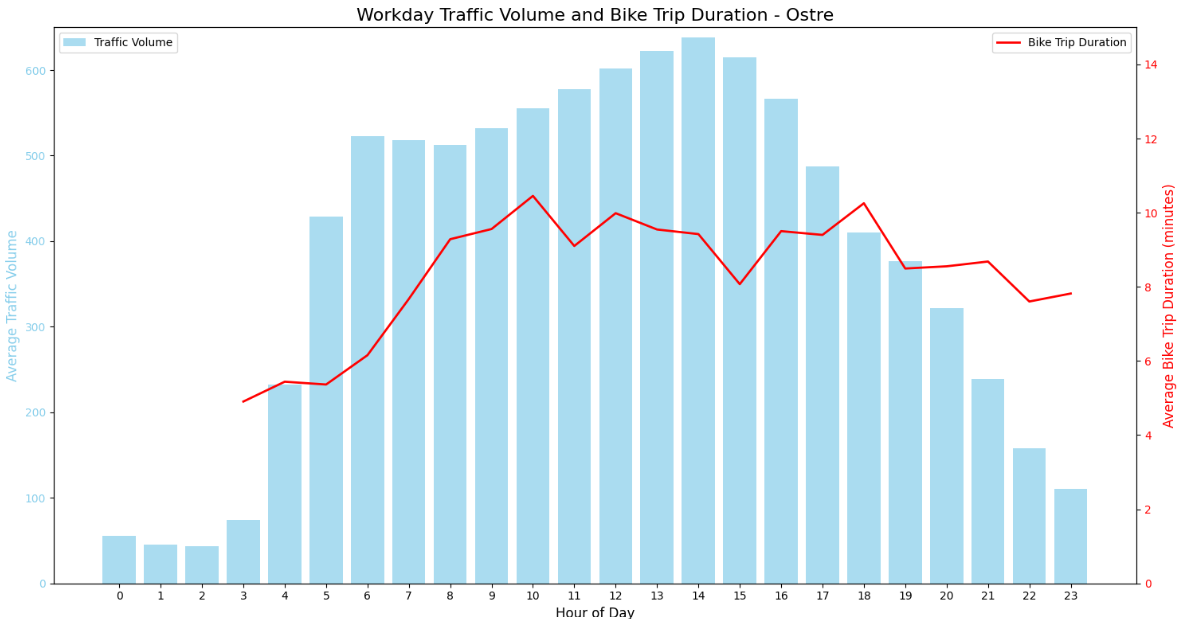 Workday Traffic Volume and Bike Trip Duration - Ostre
Traffic Volume
Bike Trip Duration
Average Traffic Volume
600
500
400
300
200
100
0
14
12
10
8
6
4
2
0
Average Bike Trip Duration (minutes)
0 1 2 3 4 5 6 7 8 9 10 11 12 13 14 15 16 17 18 19 20 21 22 23
Hour of Day